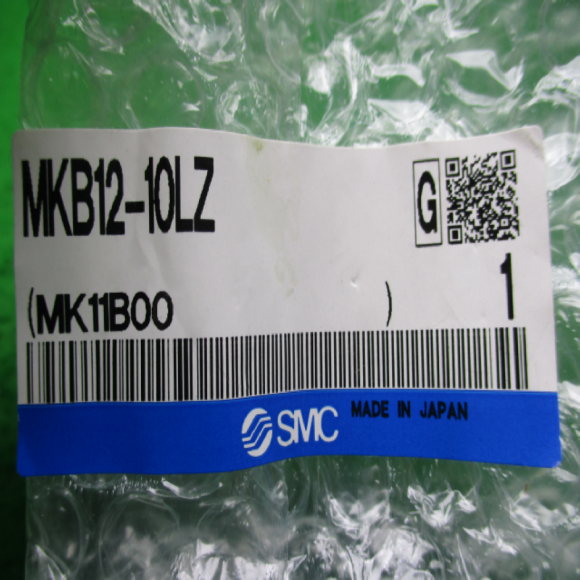 MKB12-10LZ
G
(MK11B00 )
1
SMC MADE IN JAPAN